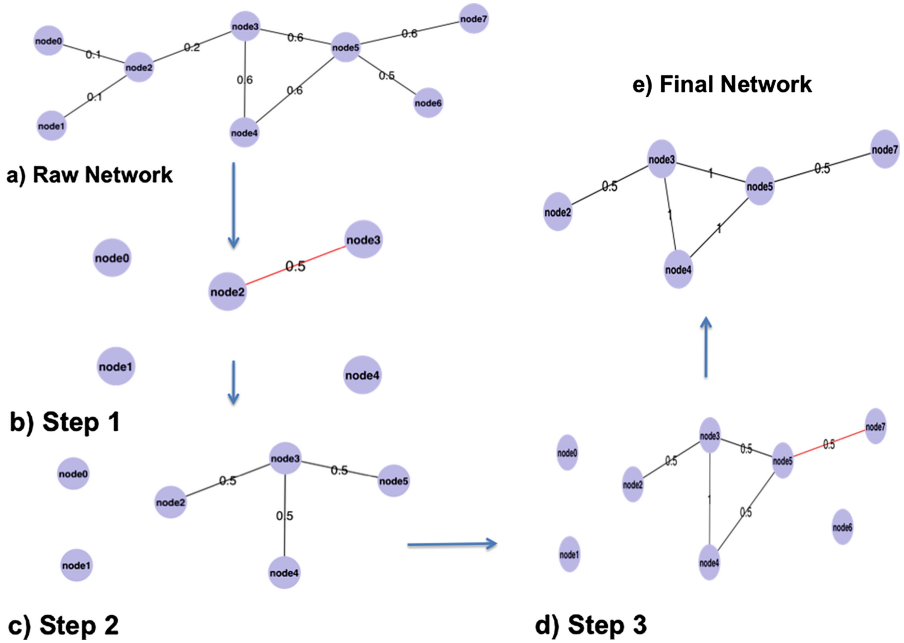 node0
0.1
node2
0.2
node3
0.6
node5
0.6
node7
0.1
node1
0.6
node4
0.6
0.5
node6
a) Raw Network
node0
node2
0.5
node3
node1
node4
b) Step 1
node0
node2
0.5
node3
0.5
node5
0.5
node1
node4
c) Step 2
node0
node2
0.5
node3
0.5
node5
0.5
node7
1
0.5
node6
node1
node4
d) Step 3
e) Final Network
node2
0.5
node3
1
node5
0.5
node7
1
1
node4